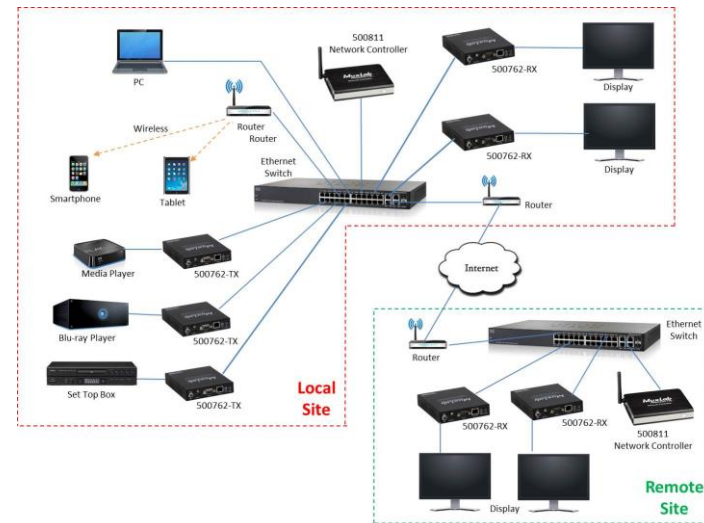 500811
Network Controller
MuxLab
PC
500762-RX
Display
Wireless
Router
Router
500762-RX
Display
Ethernet
Switch
Smartphone
Tablet
Router
Media Player
500762-TX
Internet
Blu-ray Player
500762-TX
Ethernet
Switch
Router
Set Top Box
500762-TX
Local
Site
MuxLab
500762-RX
500762-RX
500811
Network Controller
Display
Remote
Site